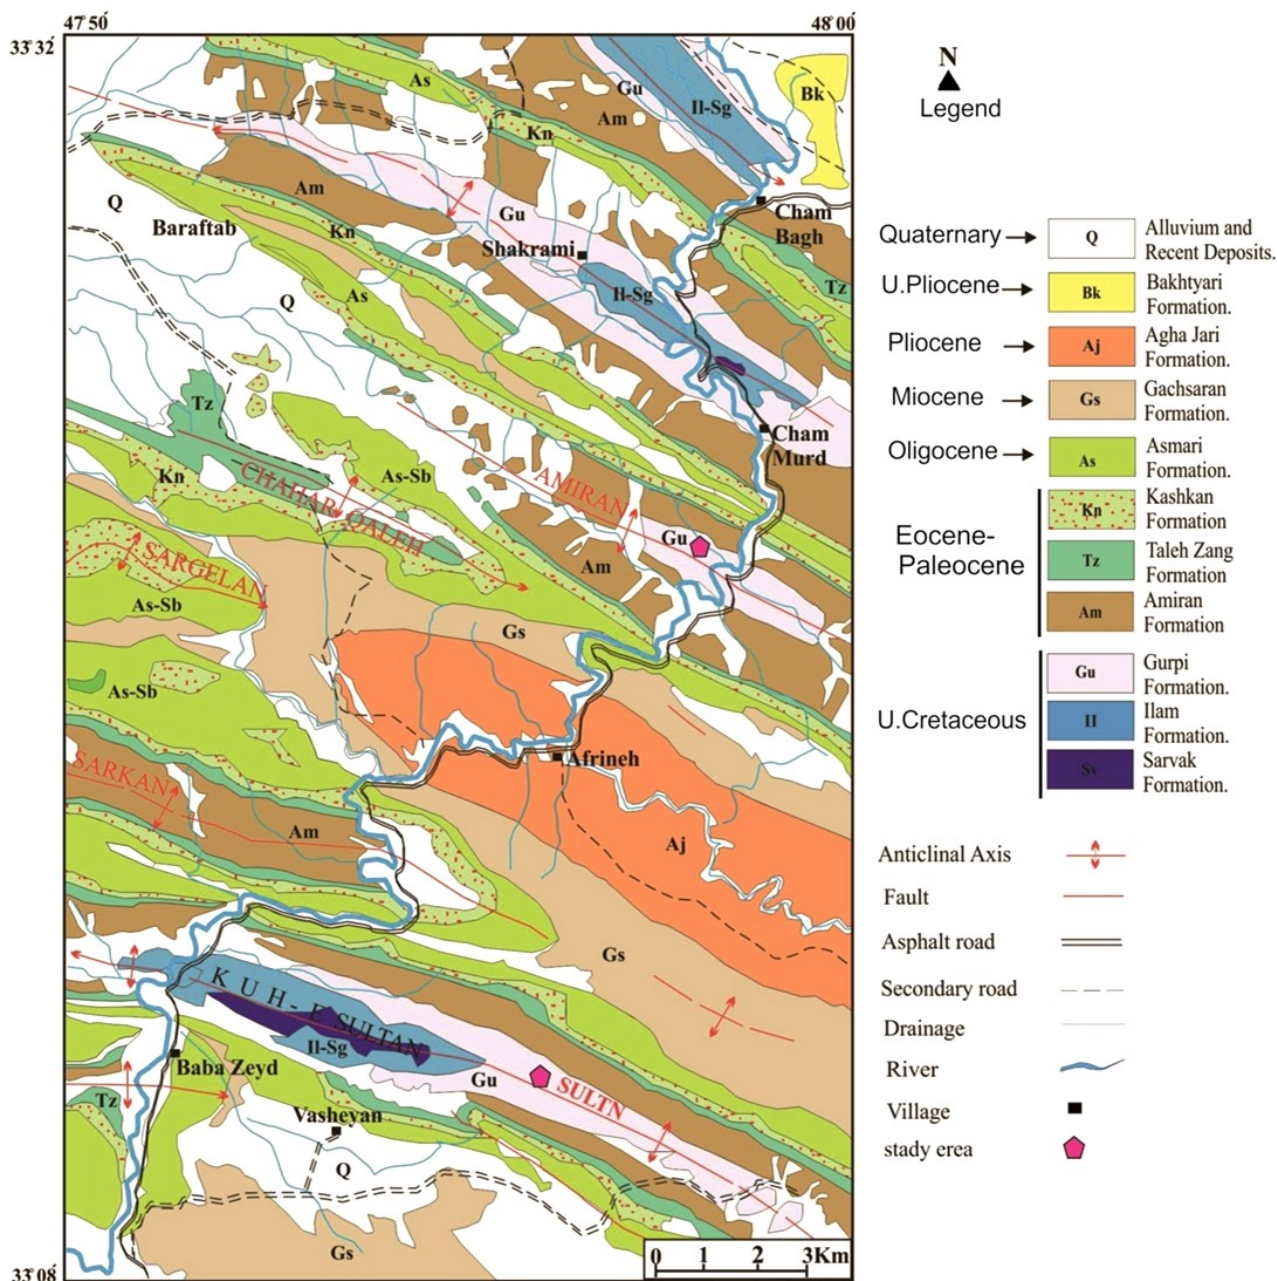 47°50´
48°00´
33°32´
33°08´
As
Kn
Gu
Am
Il-Sg
Bk
Cham
Bagh
Q
Baraftab
Am
Kn
Gu
Shakrami
Il-Sg
Tz
Q
As
Tz
Cham
Murd
Kn
CHAHAR QALEH
As-Sb
AMIRAN
Gu
Am
SARGELAN
As-Sb
Gs
As-Sb
Afrineh
SARKAN
Am
Aj
Gs
KUH-E SULTAN
Il-Sg
Baba Zeyd
Gu
SULTN
Tz
Vasheyan
Q
Gs
0 1 2 3Km
N
Legend
Quaternary
Q
Alluvium and
Recent Deposits.
U.Pliocene
Bk
Bakhtyari
Formation.
Pliocene
Aj
Agha Jari
Formation.
Miocene
Gs
Gachsaran
Formation.
Oligocene
As
Asmari
Formation.
Eocene-
Paleocene
Kn
Kashkan
Formation
Tz
Taleh Zang
Formation
Am
Amiran
Formation
U.Cretaceous
Gu
Gurpi
Formation.
Il
Ilam
Formation.
Sv
Sarvak
Formation.
Anticlinal Axis
Fault
Asphalt road
Secondary road
Drainage
River
Village
stady erea